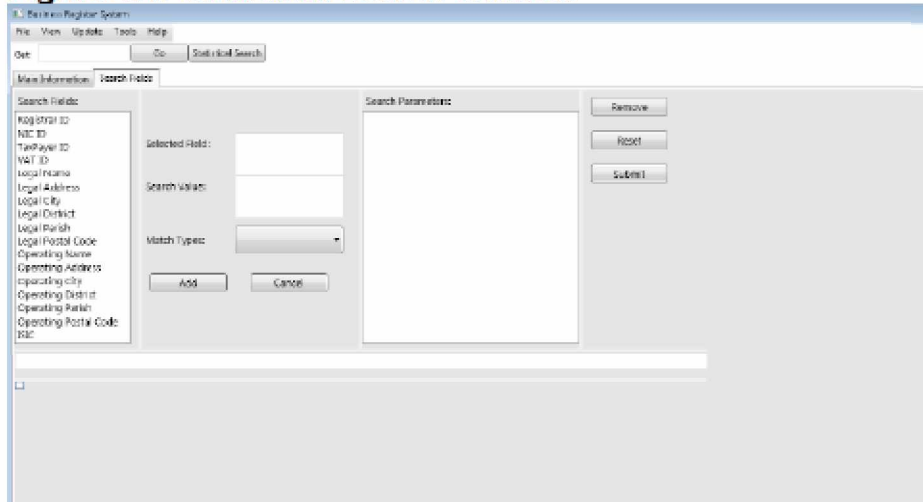 Business Register System
File View Update Tools Help
Get: Go Statistical Search
Main Information Search Fields
Search Fields:
Registrar ID
NIC ID
TaxPayer ID
VAT ID
Legal Name
Legal Address
Legal City
Legal District
Legal Parish
Legal Postal Code
Operating Name
Operating Address
Operating City
Operating District
Operating Parish
Operating Postal Code
ISIC
Selected Field:
Search Value:
Match Types:
Add Cancel
Search Parameters:
Remove
Reset
Submit